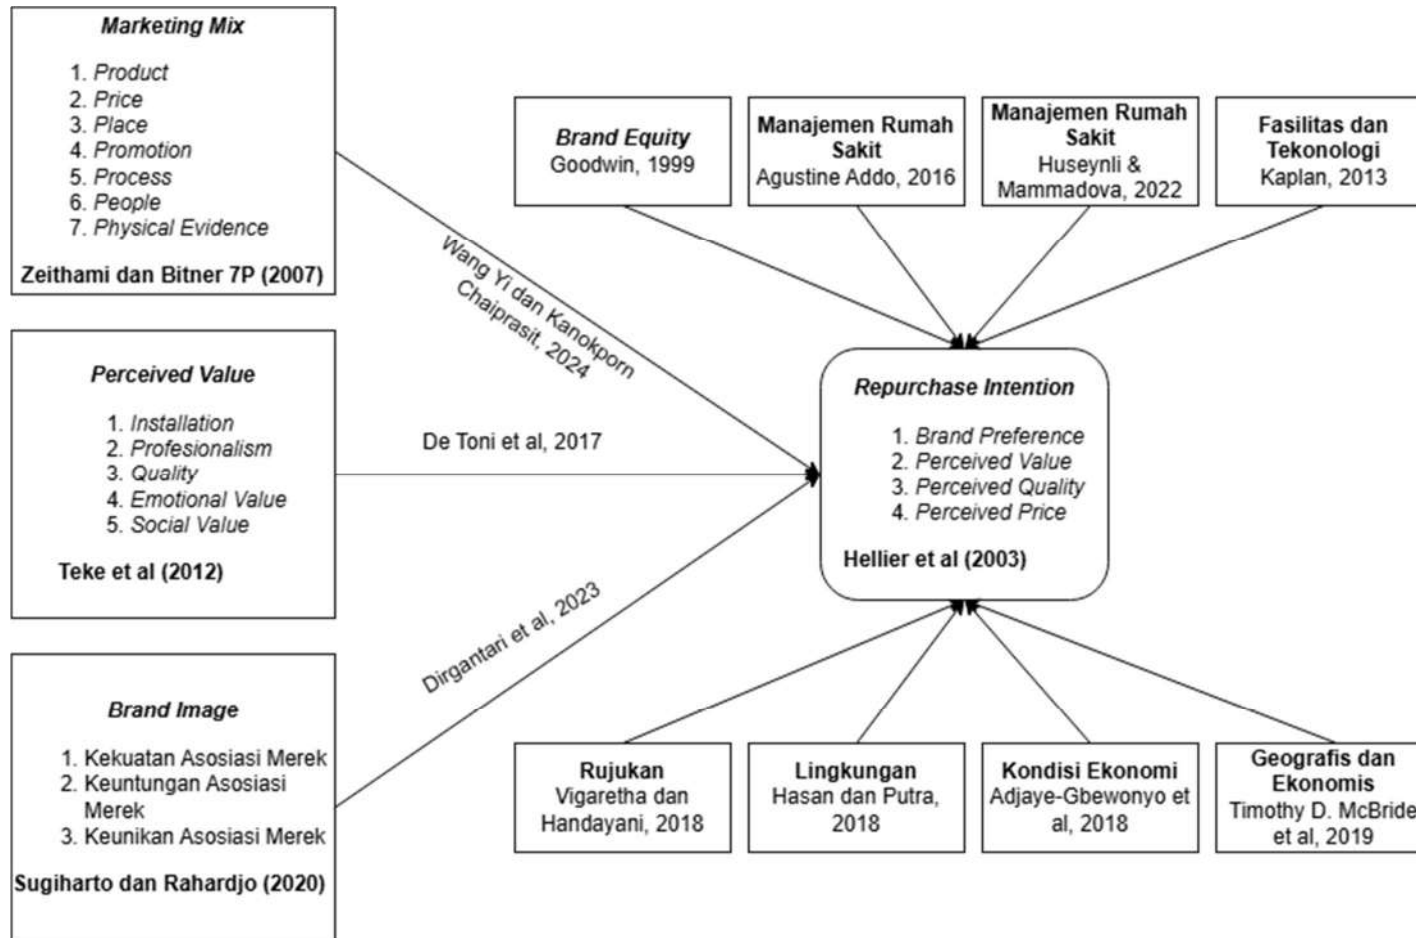 Marketing Mix
1. Product
2. Price
3. Place
4. Promotion
5. Process
6. People
7. Physical Evidence
Zeithami dan Bitner 7P (2007)
Perceived Value
1. Installation
2. Profesionalism
3. Quality
4. Emotional Value
5. Social Value
Teke et al (2012)
Brand Image
1. Kekuatan Asosiasi Merek
2. Keuntungan Asosiasi
Merek
3. Keunikan Asosiasi Merek
Sugiharto dan Rahardjo (2020)
Wang Yi dan Kanokporn
Chaiprasit, 2024
De Toni et al, 2017
Dirgantari et al, 2023
Brand Equity
Goodwin, 1999
Manajemen Rumah
Sakit
Agustine Addo, 2016
Manajemen Rumah
Sakit
Huseynli &
Mammadova, 2022
Fasilitas dan
Tekonologi
Kaplan, 2013
Repurchase Intention
1. Brand Preference
2. Perceived Value
3. Perceived Quality
4. Perceived Price
Hellier et al (2003)
Rujukan
Vigaretha dan
Handayani, 2018
Lingkungan
Hasan dan Putra,
2018
Kondisi Ekonomi
Adjaye-Gbewonyo et
al, 2018
Geografis dan
Ekonomis
Timothy D. McBride
et al, 2019